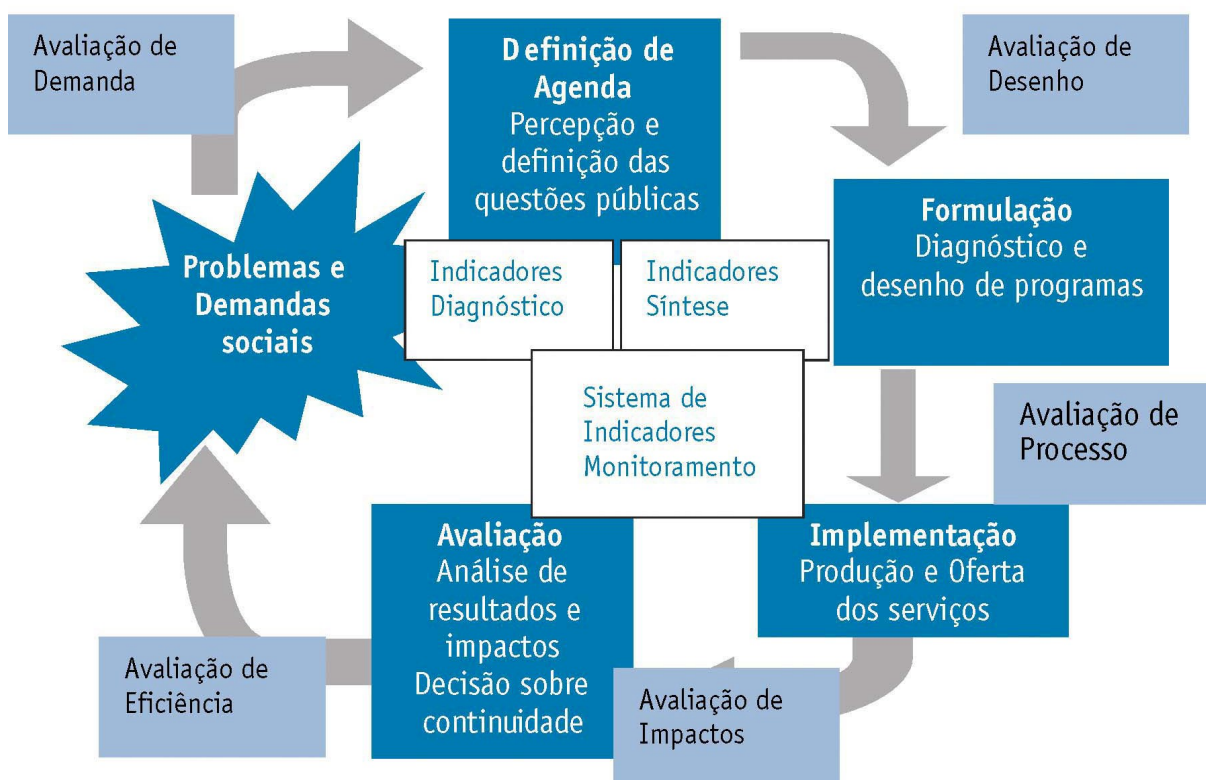 Avaliação de
Demanda
Definição de
Agenda
Percepção e
definição das
questões públicas
Avaliação de
Desenho
Problemas e
Demandas
sociais
Indicadores
Diagnóstico
Indicadores
Síntese
Formulação
Diagnóstico e
desenho de programas
Sistema de
Indicadores
Monitoramento
Avaliação de
Processo
Avaliação
Análise de
resultados e
impactos
Decisão sobre
continuidade
Implementação
Produção e Oferta
dos serviços
Avaliação de
Eficiência
Avaliação de
Impactos